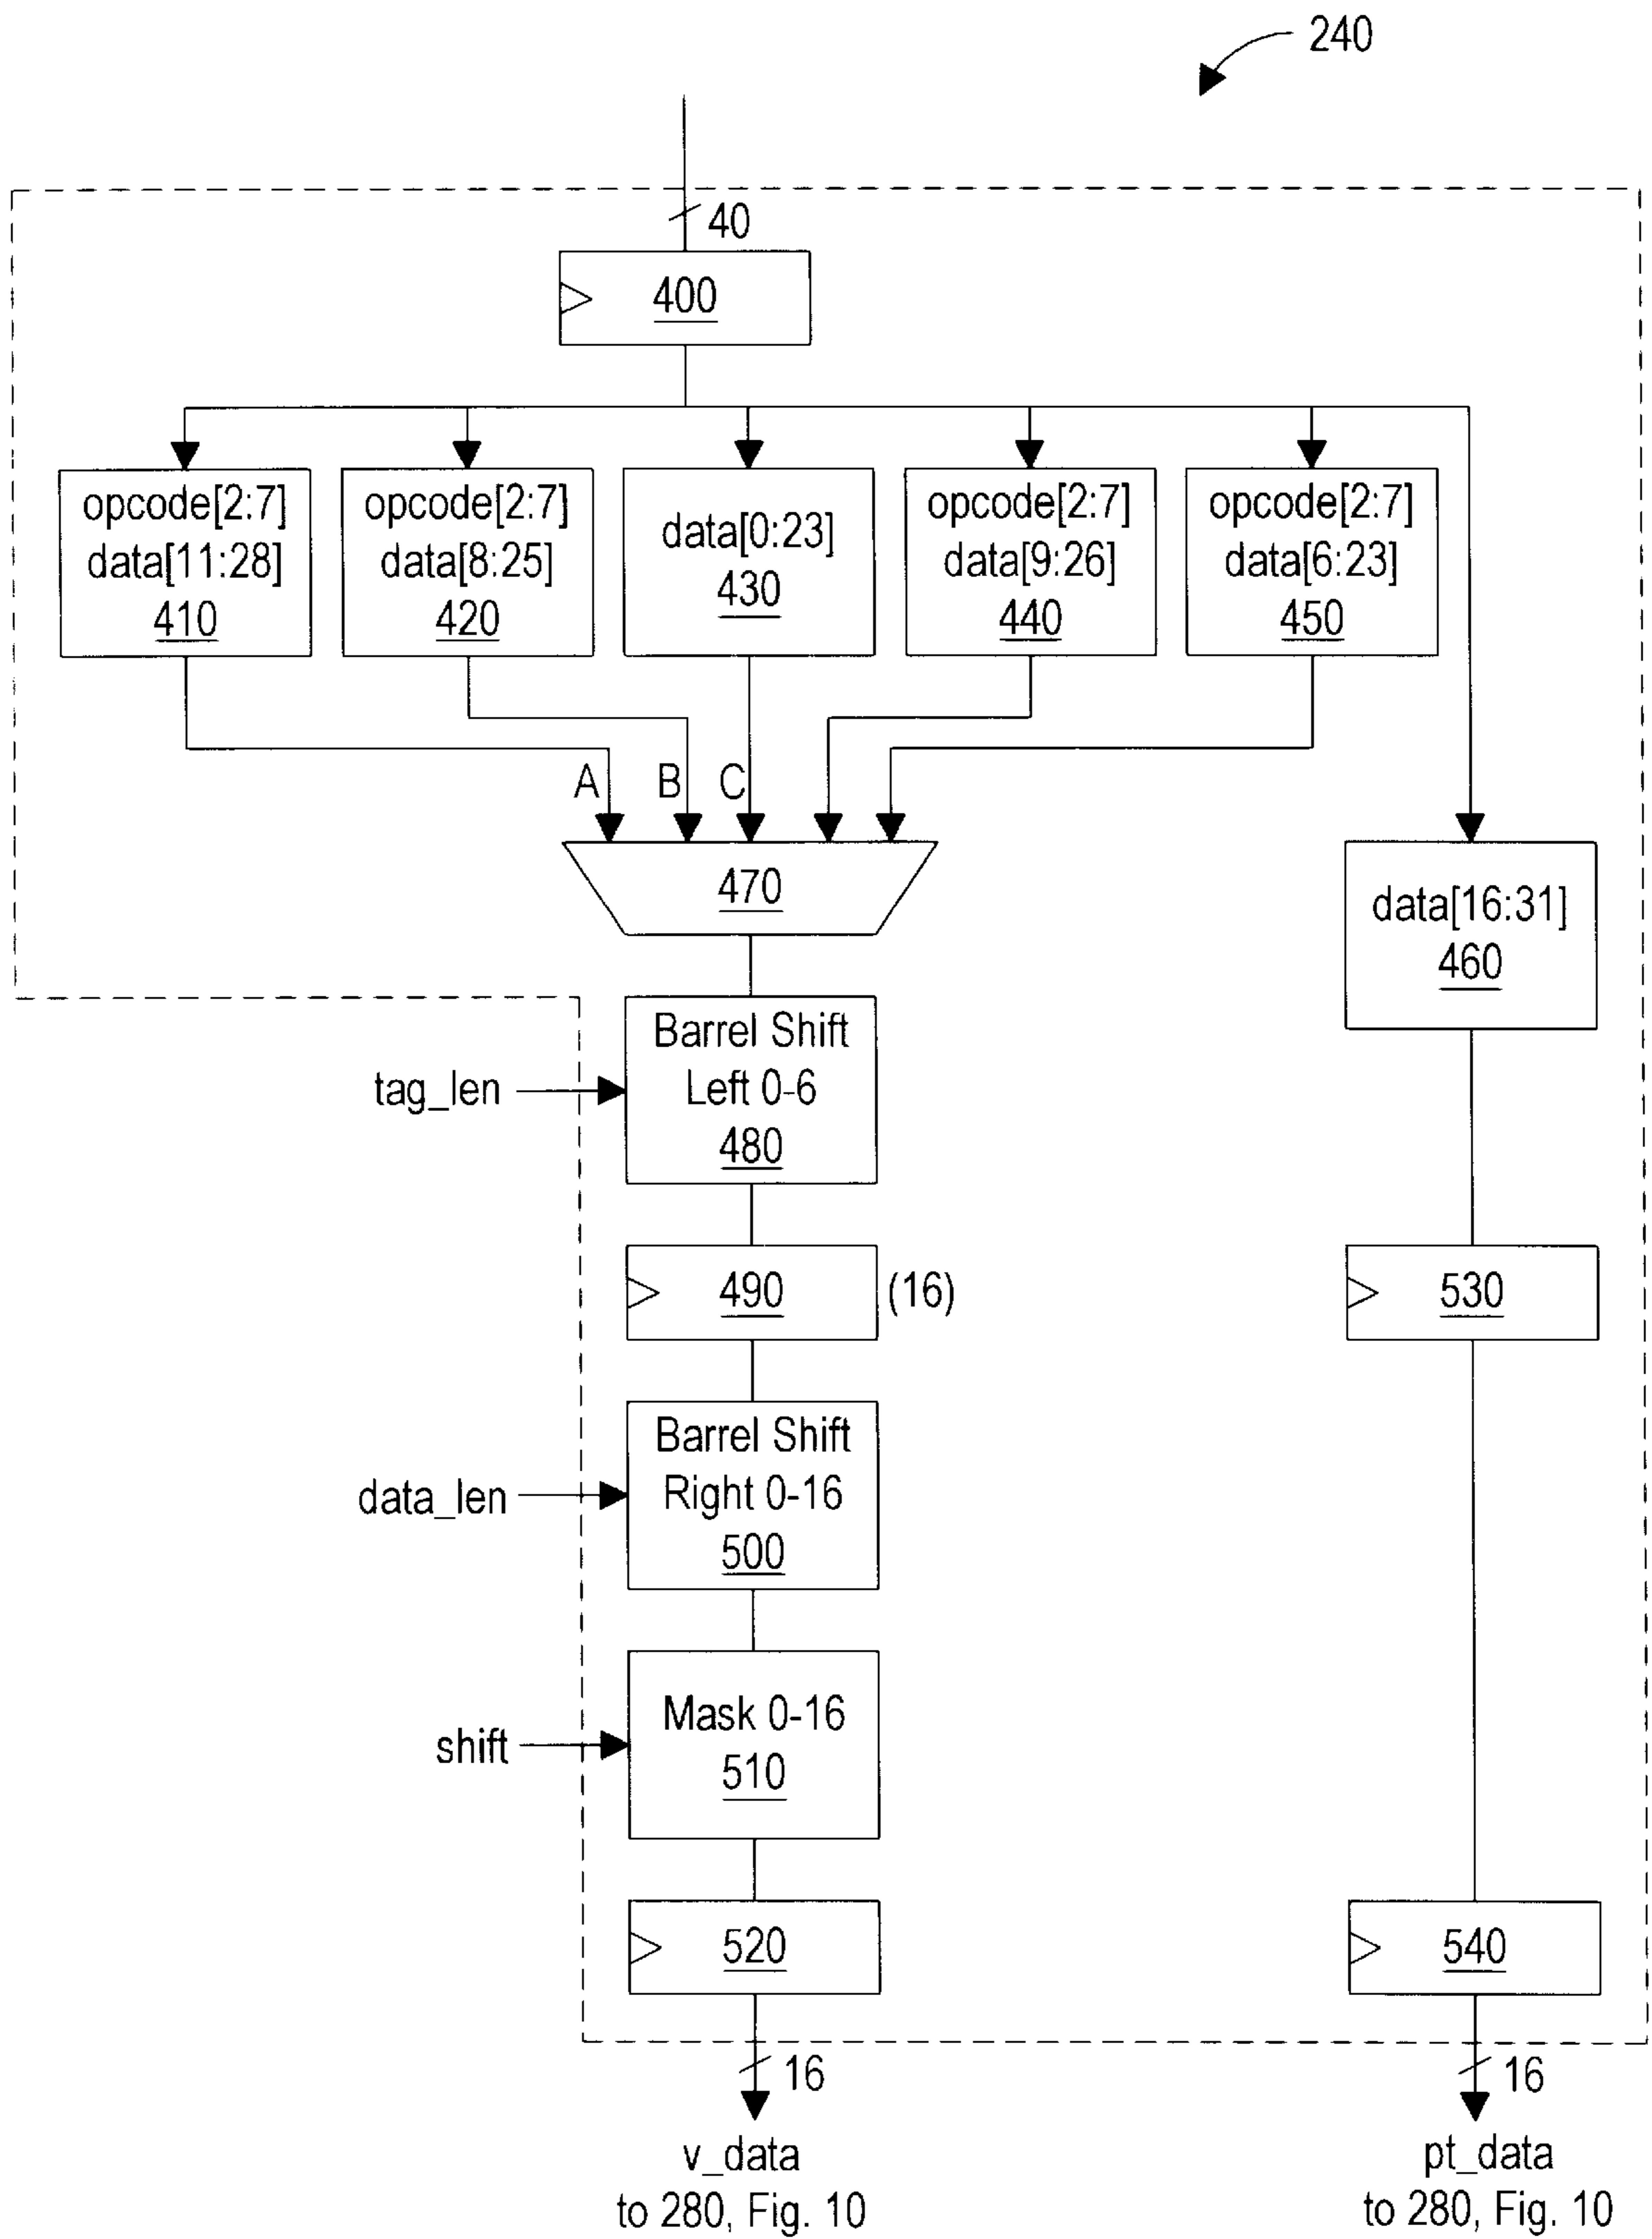 240
40
400
opcode[2:7]
data[11:28]
410
opcode[2:7]
data[8:25]
420
data[0:23]
430
opcode[2:7]
data[9:26]
440
opcode[2:7]
data[6:23]
450
A
B
C
470
data[16:31]
460
Barrel Shift
Left 0-6
480
tag_len
490
(16)
530
Barrel Shift
Right 0-16
500
data_len
Mask 0-16
510
shift
520
540
16
16
v_data
to 280, Fig. 10
pt_data
to 280, Fig. 10